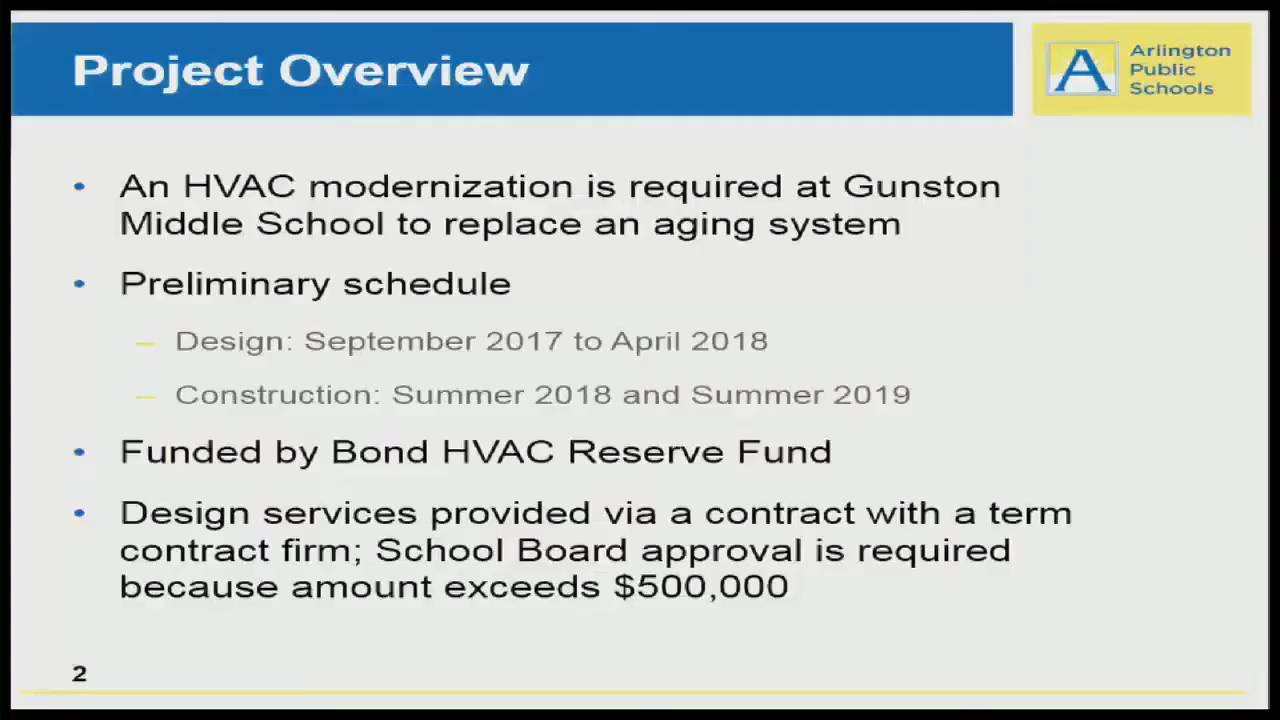 Project Overview
A
Arlington
Public
Schools
• An HVAC modernization is required at Gunston
Middle School to replace an aging system
• Preliminary schedule
– Design: September 2017 to April 2018
– Construction: Summer 2018 and Summer 2019
• Funded by Bond HVAC Reserve Fund
• Design services provided via a contract with a term
contract firm; School Board approval is required
because amount exceeds $500,000
2